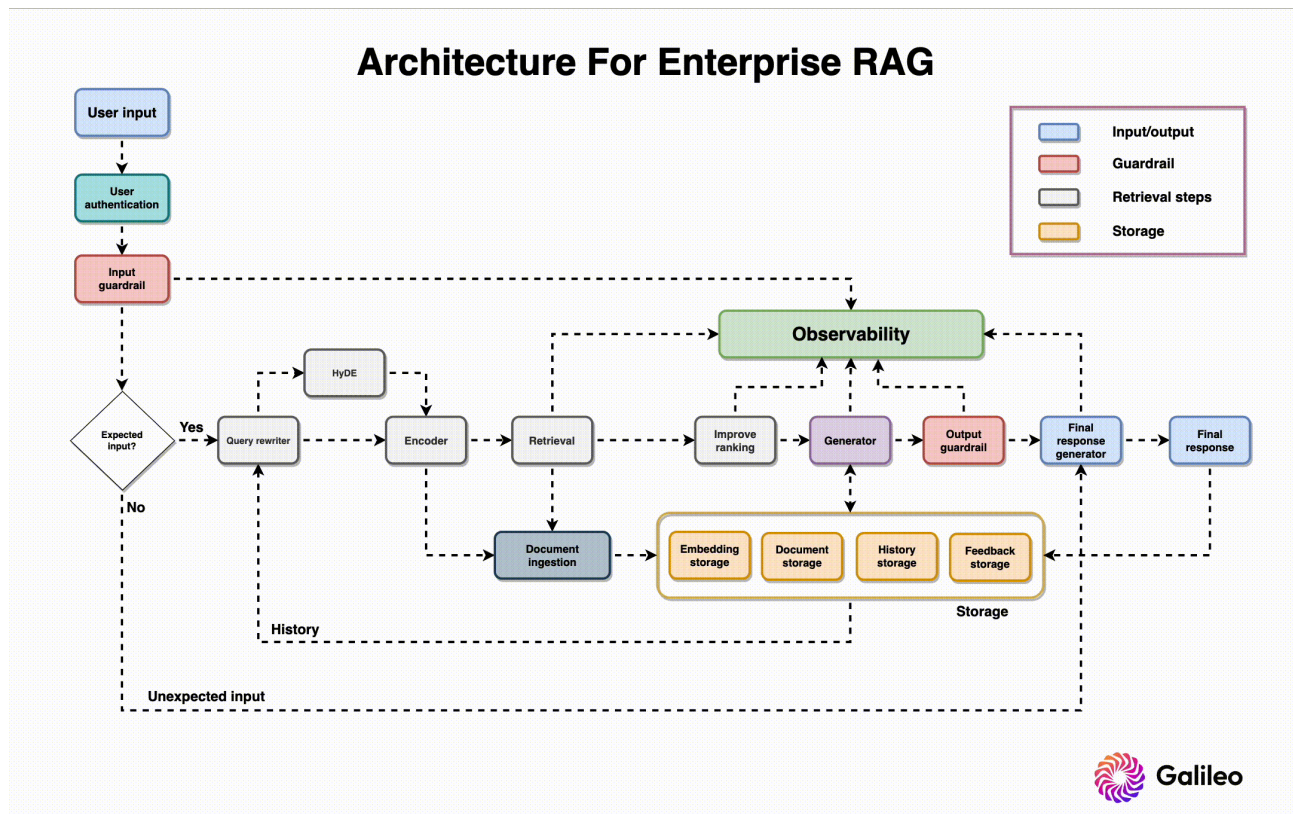 Architecture For Enterprise RAG
User input
User
authentication
Input
guardrail
Input/output
Guardrail
Retrieval steps
Storage
Observability
HyDE
Expected
input?
Yes
No
Query rewriter
Encoder
Retrieval
Improve
ranking
Generator
Output
guardrail
Final
response
generator
Final
response
Document
ingestion
Embedding
storage
Document
storage
History
storage
Feedback
storage
Storage
History
Unexpected input
Galileo